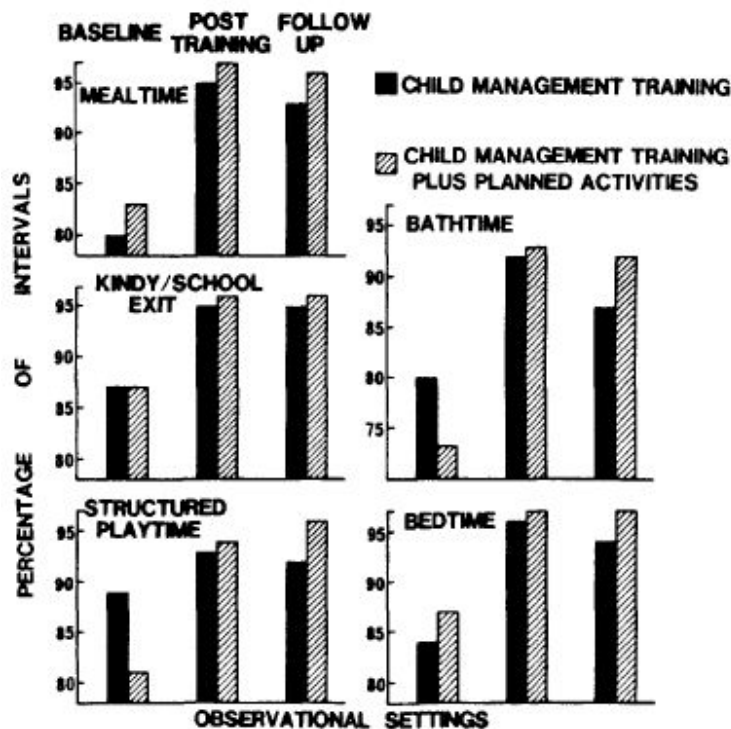 BASELINE
POST TRAINING
FOLLOW UP
MEALTIME
95
90
85
80
CHILD MANAGEMENT TRAINING
CHILD MANAGEMENT TRAINING
PLUS PLANNED ACTIVITIES
KINDY/SCHOOL
EXIT
95
90
85
80
BATHTIME
95
90
85
80
75
STRUCTURED
PLAYTIME
95
90
85
80
BEDTIME
95
90
85
80
PERCENTAGE OF INTERVALS
OBSERVATIONAL SETTINGS